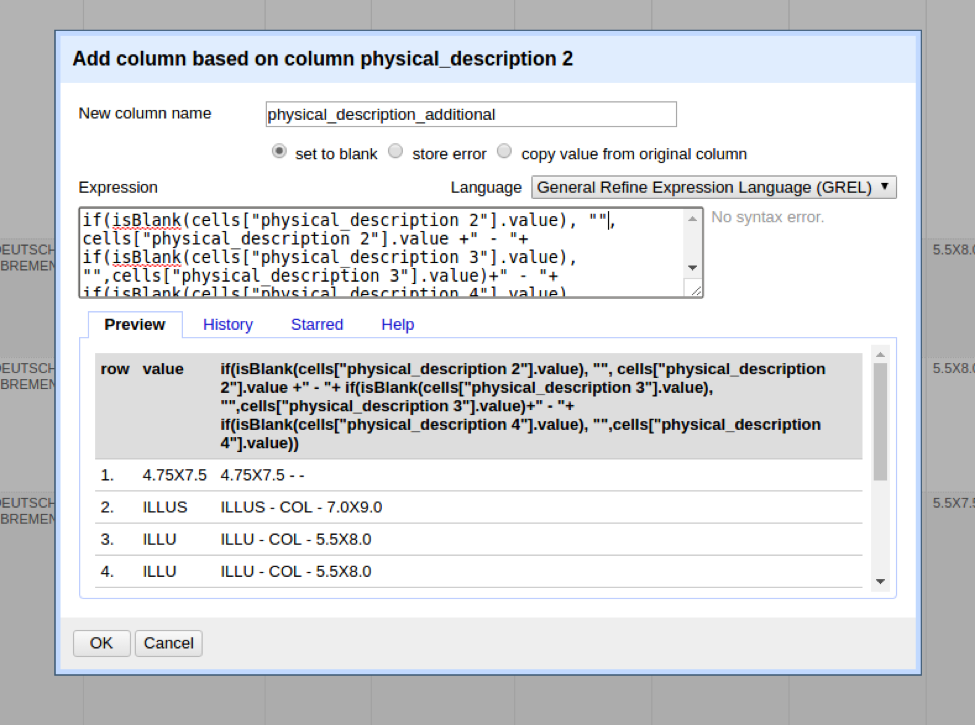 Add column based on column physical_description 2
New column name physical_description_additional
set to blank store error copy value from original column
Expression Language General Refine Expression Language (GREL) ▼
if(isBlank(cells["physical_description 2"].value), "", No syntax error.
cells["physical_description 2"].value +" - "+
if(isBlank(cells["physical_description 3"].value),
"",cells["physical_description 3"].value)+" - "+
if(isBlank(cells["physical_description 4"].value),
DEUTSCH 5.5X8.0
BREMEN
Preview History Starred Help
row value if(isBlank(cells["physical_description 2"].value), "", cells["physical_description
2"].value +" - "+ if(isBlank(cells["physical_description 3"].value),
"",cells["physical_description 3"].value)+" - "+
if(isBlank(cells["physical_description 4"].value), "",cells["physical_description
4"].value))
DEUTSCH 5.5X8.0
BREMEN
1. 4.75X7.5 4.75X7.5 - -
2. ILLUS ILLUS - COL - 7.0X9.0
DEUTSCH 5.5X7.5
BREMEN
3. ILLU ILLU - COL - 5.5X8.0
4. ILLU ILLU - COL - 5.5X8.0
OK Cancel